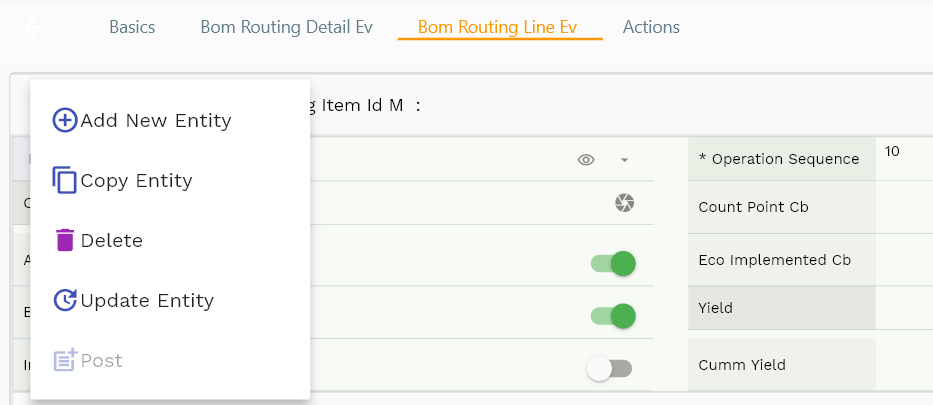 Basics Bom Routing Detail Ev Bom Routing Line Ev Actions
Item Id M :
Add New Entity
* Operation Sequence 10
Copy Entity
Count Point Cb
Delete
Eco Implemented Cb
Update Entity
Yield
Post
Cumm Yield